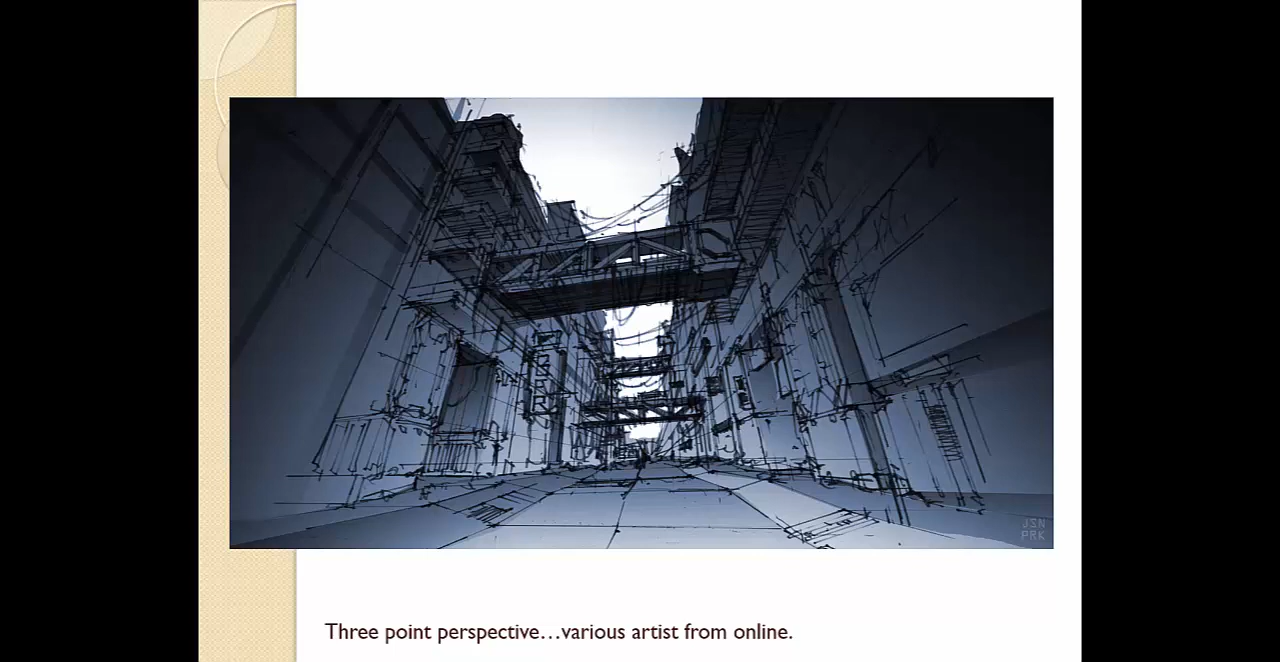 JSN
PRK
Three point perspective…various artist from online.